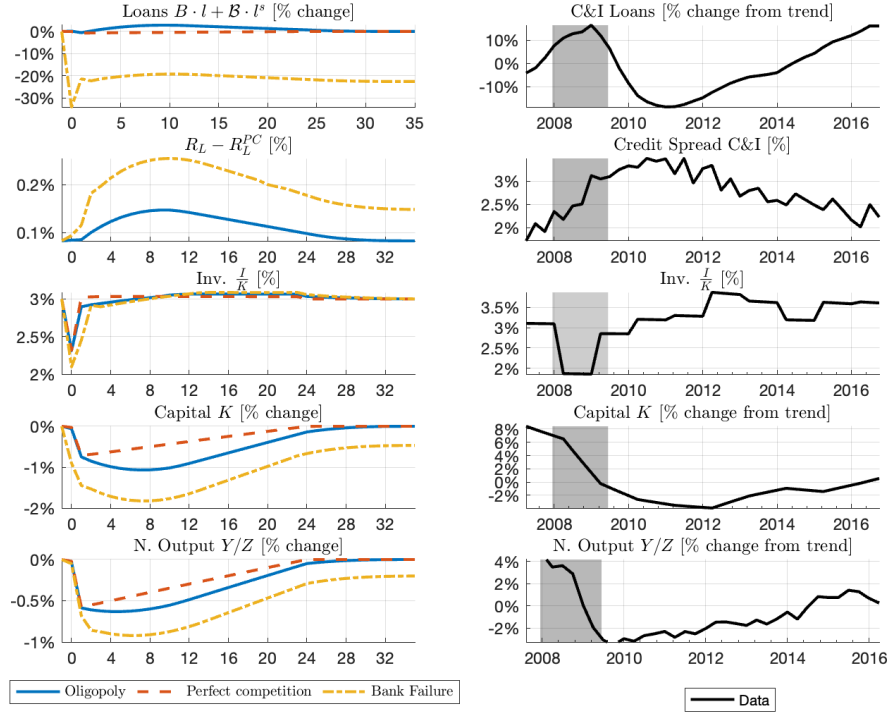 Loans B · l + ℬ · lˢ [% change]
0%
-10%
-20%
-30%
0 5 10 15 20 25 30 35
R_L − R_L^{PC} [%]
0.2%
0.1%
0 4 8 12 16 20 24 28 32
Inv. I/K [%]
3%
2.5%
2%
0 4 8 12 16 20 24 28 32
Capital K [% change]
0%
-1%
-2%
0 4 8 12 16 20 24 28 32
N. Output Y/Z [% change]
0%
-0.5%
-1%
0 4 8 12 16 20 24 28 32
Oligopoly Perfect competition Bank Failure
C&I Loans [% change from trend]
10%
0%
-10%
2008 2010 2012 2014 2016
Credit Spread C&I [%]
3%
2.5%
2%
2008 2010 2012 2014 2016
Inv. I/K [%]
3.5%
3%
2.5%
2%
2008 2010 2012 2014 2016
Capital K [% change from trend]
8%
6%
4%
2%
0%
-2%
2008 2010 2012 2014 2016
N. Output Y/Z [% change from trend]
4%
2%
0%
-2%
2008 2010 2012 2014 2016
Data